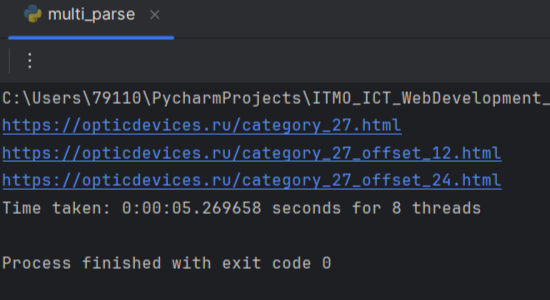 multi_parse
C:\Users\79110\PycharmProjects\ITMO_ICT_WebDevelopment_
https://opticdevices.ru/category_27.html
https://opticdevices.ru/category_27_offset_12.html
https://opticdevices.ru/category_27_offset_24.html
Time taken: 0:00:05.269658 seconds for 8 threads
Process finished with exit code 0